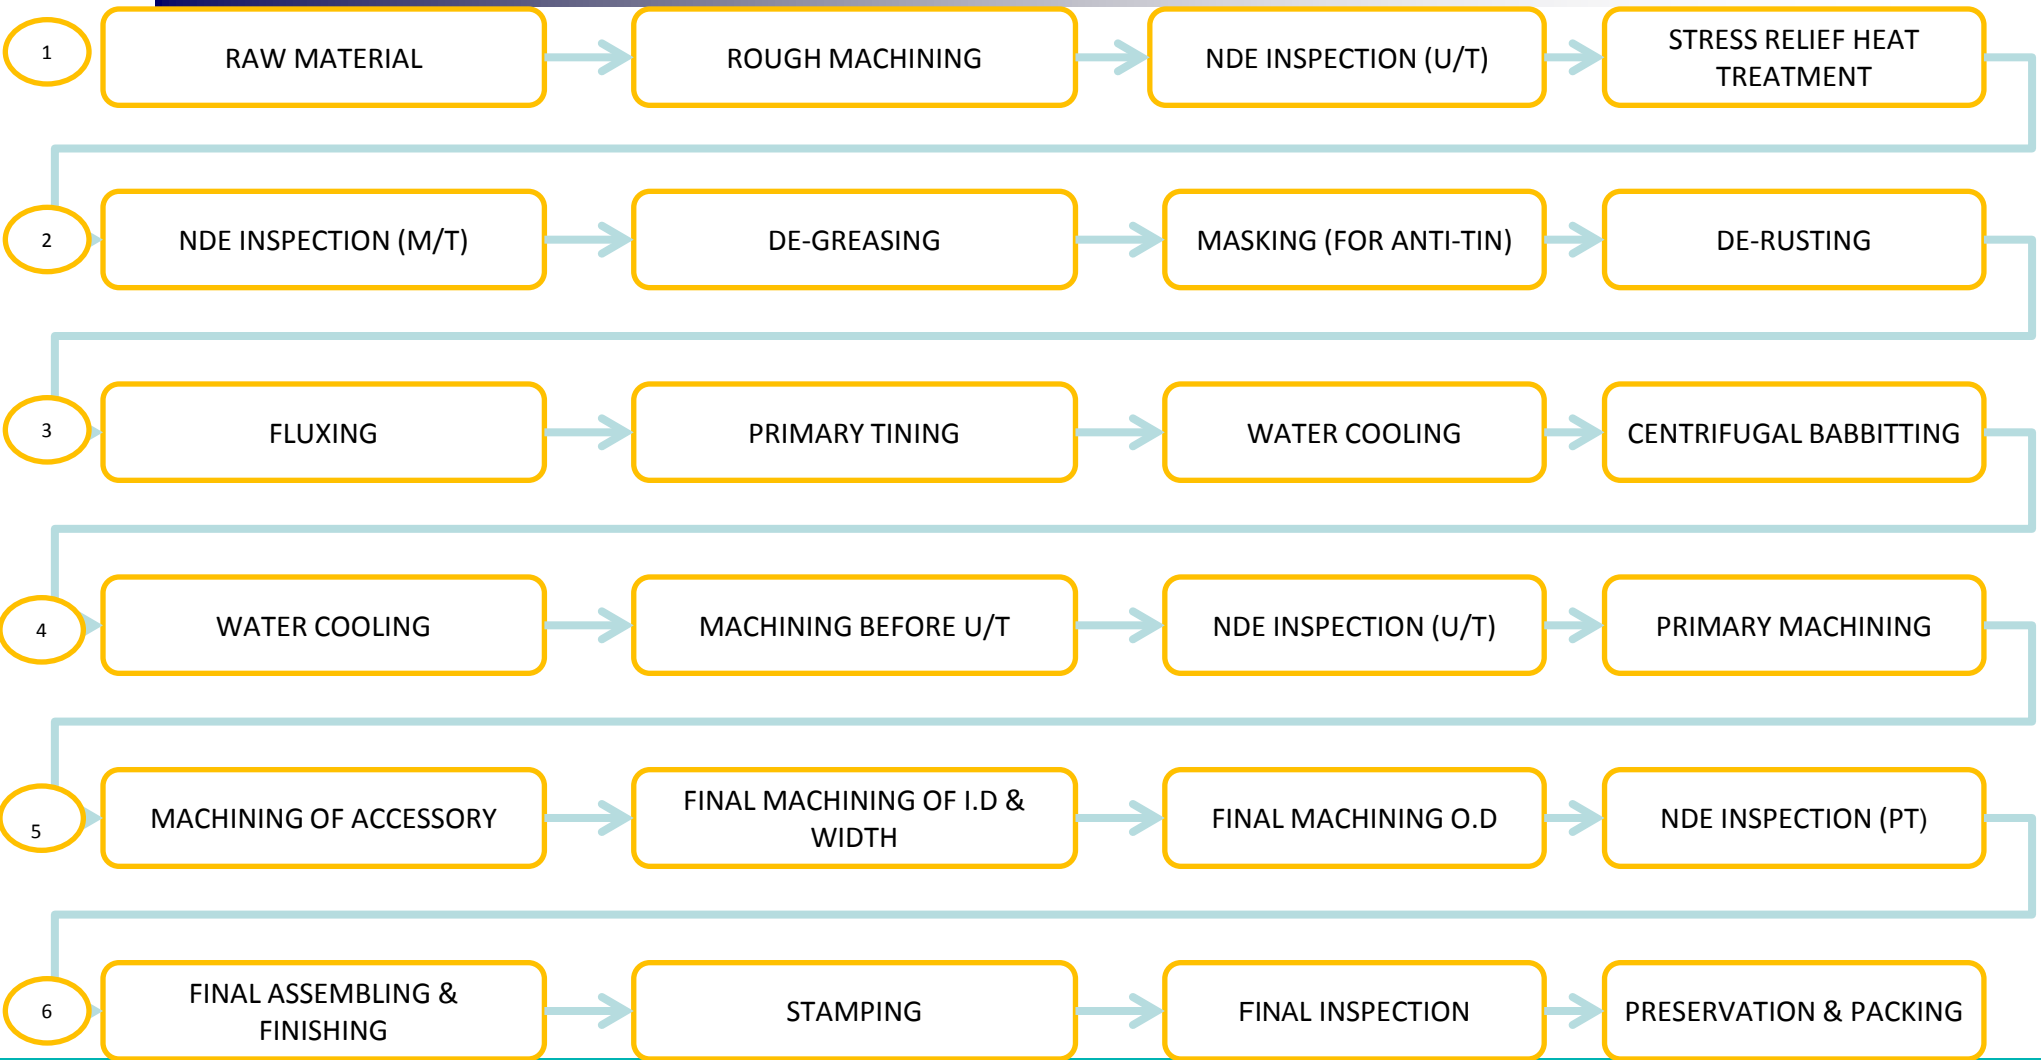 1
RAW MATERIAL
ROUGH MACHINING
NDE INSPECTION (U/T)
STRESS RELIEF HEAT
TREATMENT
2
NDE INSPECTION (M/T)
DE-GREASING
MASKING (FOR ANTI-TIN)
DE-RUSTING
3
FLUXING
PRIMARY TINING
WATER COOLING
CENTRIFUGAL BABBITTING
4
WATER COOLING
MACHINING BEFORE U/T
NDE INSPECTION (U/T)
PRIMARY MACHINING
5
MACHINING OF ACCESSORY
FINAL MACHINING OF I.D &
WIDTH
FINAL MACHINING O.D
NDE INSPECTION (PT)
6
FINAL ASSEMBLING &
FINISHING
STAMPING
FINAL INSPECTION
PRESERVATION & PACKING